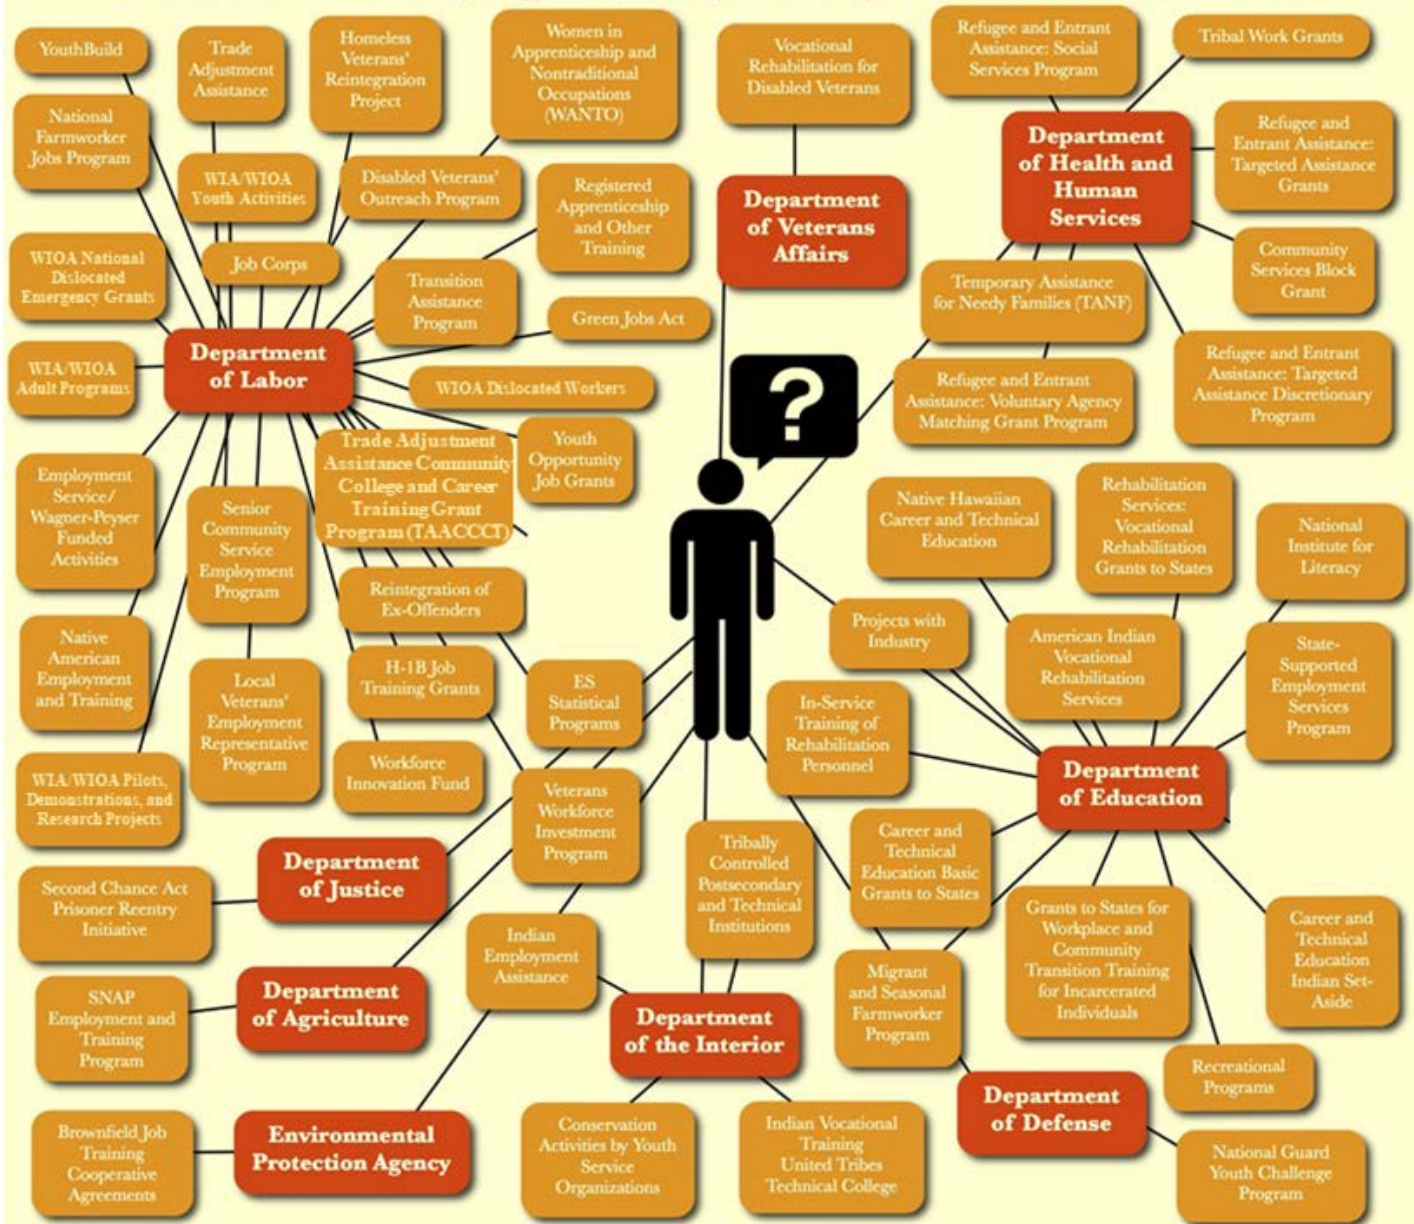 YouthBuild
Trade
Adjustment
Assistance
Homeless
Veterans'
Reintegration
Project
Women in
Apprenticeship and
Nontraditional
Occupations
(WANTO)
Vocational
Rehabilitation for
Disabled Veterans
Refugee and Entrant
Assistance: Social
Services Program
Tribal Work Grants
National
Farmworker
Jobs Program
WIA/WIOA
Youth Activities
Disabled Veterans'
Outreach Program
Registered
Apprenticeship
and Other
Training
Department
of Veterans
Affairs
Department
of Health and
Human
Services
Refugee and
Entrant Assistance:
Targeted Assistance
Grants
WIOA National
Dislocated
Emergency Grants
Job Corps
Transition
Assistance
Program
Green Jobs Act
Temporary Assistance
for Needy Families (TANF)
Community
Services Block
Grant
Department
of Labor
WIA/WIOA
Adult Programs
WIOA Dislocated Workers
?
Refugee and Entrant
Assistance: Voluntary Agency
Matching Grant Program
Refugee and Entrant
Assistance: Targeted
Assistance Discretionary
Program
Employment
Service/
Wagner-Peyser
Funded
Activities
Senior
Community
Service
Employment
Program
Trade Adjustment
Assistance Community
College and Career
Training Grant
Program (TAACCCT)
Youth
Opportunity
Job Grants
Native Hawaiian
Career and Technical
Education
Rehabilitation
Services:
Vocational
Rehabilitation
Grants to States
National
Institute for
Literacy
Reintegration of
Ex-Offenders
Projects with
Industry
American Indian
Vocational
Rehabilitation
Services
State-
Supported
Employment
Services
Program
Native
American
Employment
and Training
Local
Veterans'
Employment
Representative
Program
H-1B Job
Training Grants
ES
Statistical
Programs
In-Service
Training of
Rehabilitation
Personnel
Department
of Education
WIA/WIOA Pilots,
Demonstrations, and
Research Projects
Workforce
Innovation Fund
Veterans
Workforce
Investment
Program
Tribally
Controlled
Postsecondary
and Technical
Institutions
Career and
Technical
Education Basic
Grants to States
Department
of Justice
Second Chance Act
Prisoner Reentry
Initiative
Indian
Employment
Assistance
Migrant
and Seasonal
Farmworker
Program
Grants to States for
Workplace and
Community
Transition Training
for Incarcerated
Individuals
Career and
Technical
Education
Indian Set-
Aside
SNAP
Employment and
Training
Program
Department
of Agriculture
Department
of the Interior
Recreational
Programs
Department
of Defense
Brownfield Job
Training
Cooperative
Agreements
Environmental
Protection Agency
Conservation
Activities by Youth
Service
Organizations
Indian Vocational
Training
United Tribes
Technical College
National Guard
Youth Challenge
Program